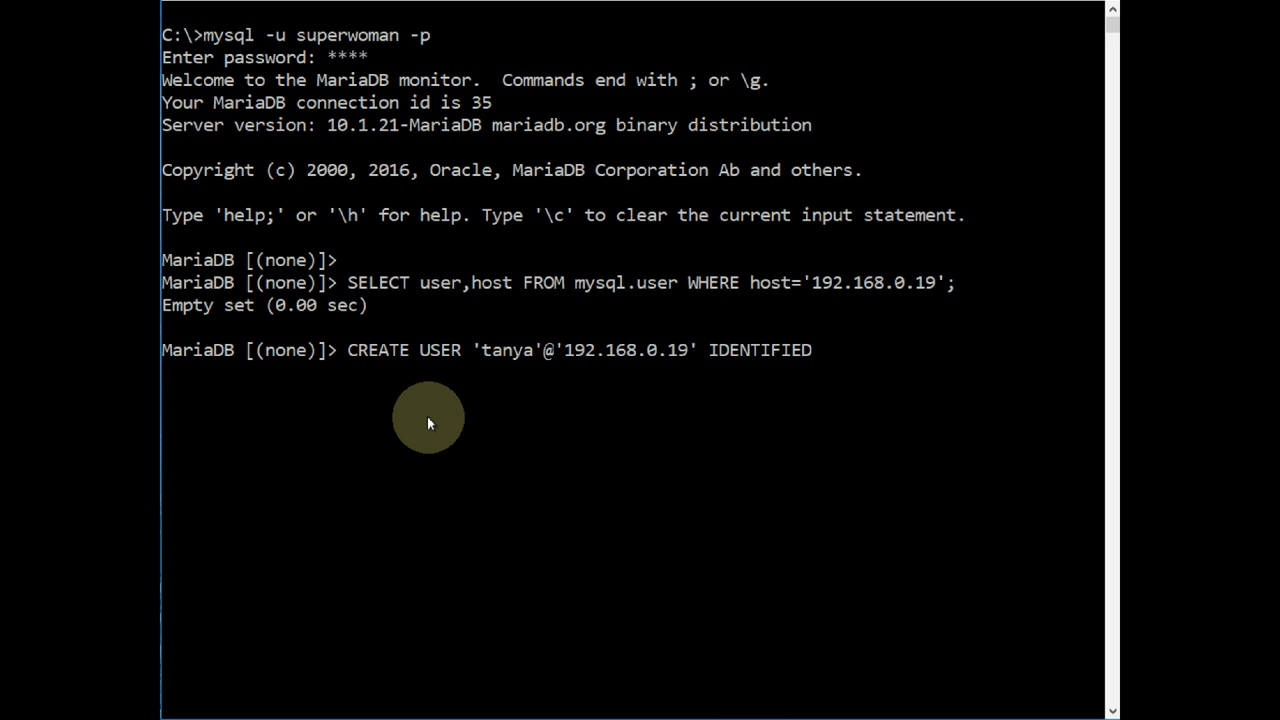 C:\>mysql -u superwoman -p
Enter password: ****
Welcome to the MariaDB monitor.  Commands end with ; or \g.
Your MariaDB connection id is 35
Server version: 10.1.21-MariaDB mariadb.org binary distribution
Copyright (c) 2000, 2016, Oracle, MariaDB Corporation Ab and others.
Type 'help;' or '\h' for help. Type '\c' to clear the current input statement.
MariaDB [(none)]>
MariaDB [(none)]> SELECT user,host FROM mysql.user WHERE host='192.168.0.19';
Empty set (0.00 sec)
MariaDB [(none)]> CREATE USER 'tanya'@'192.168.0.19' IDENTIFIED